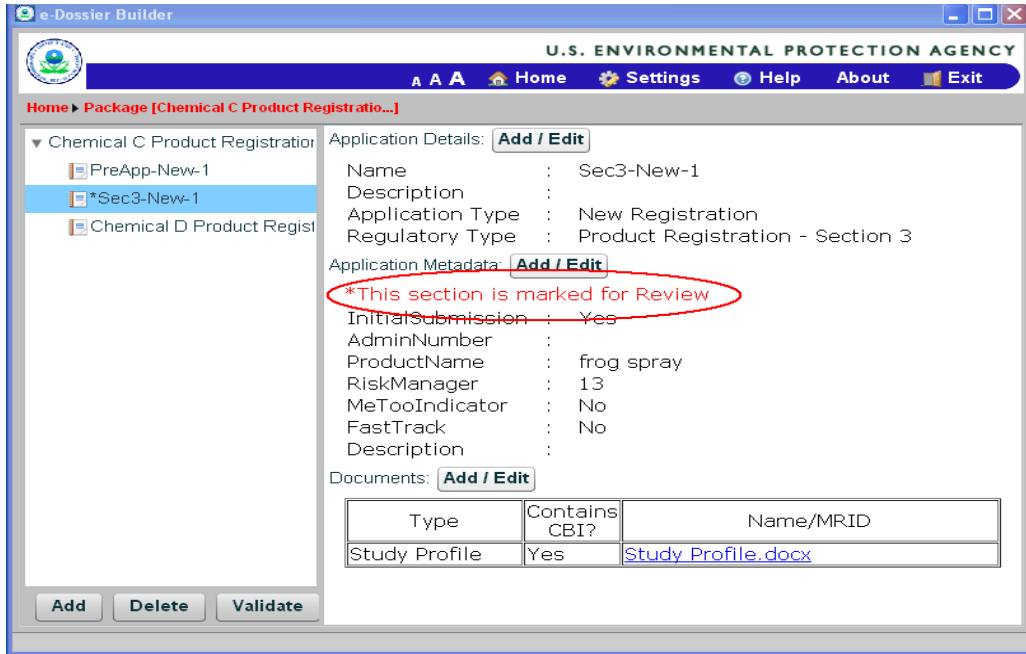 e-Dossier Builder
U.S. ENVIRONMENTAL PROTECTION AGENCY
A A A Home Settings Help About Exit
Home Package [Chemical C Product Registratio...]
Chemical C Product Registration
PreApp-New-1
*Sec3-New-1
Chemical D Product Regist
Add Delete Validate
Application Details: Add / Edit
Name : Sec3-New-1
Description :
Application Type : New Registration
Regulatory Type : Product Registration - Section 3
Application Metadata: Add / Edit
*This section is marked for Review
InitialSubmission : Yes
AdminNumber :
ProductName : frog spray
RiskManager : 13
MeTooIndicator : No
FastTrack : No
Description :
Documents: Add / Edit
Type Contains CBI? Name/MRID
Study Profile Yes Study Profile.docx